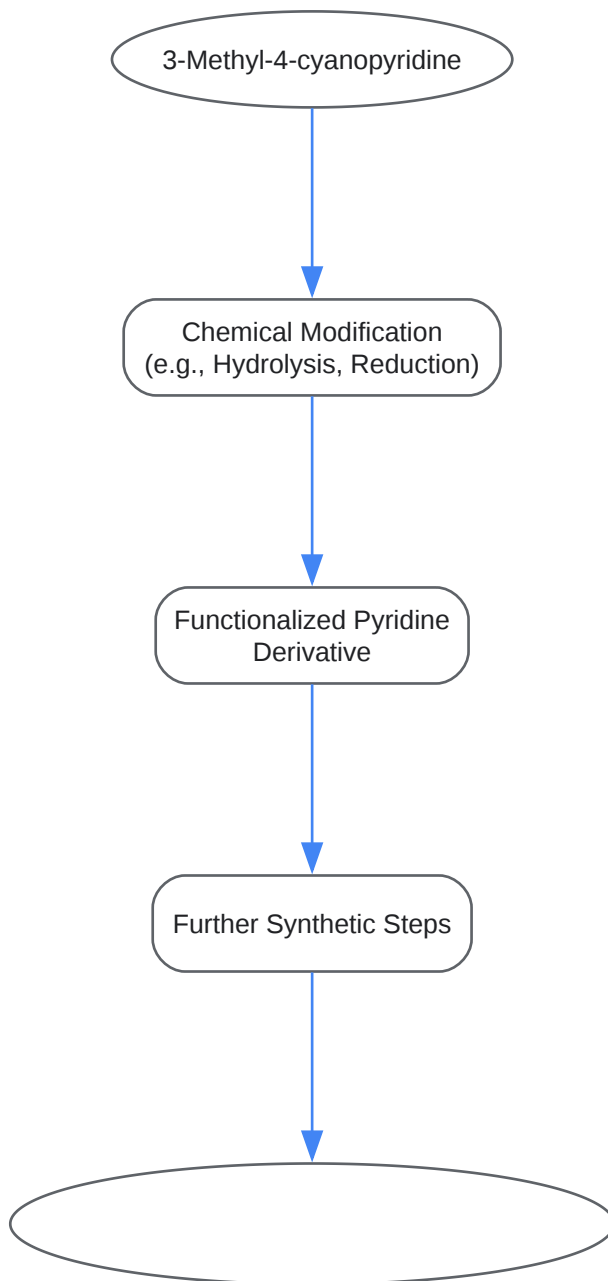 3-Methyl-4-cyanopyridine
Chemical Modification
(e.g., Hydrolysis, Reduction)
Functionalized Pyridine
Derivative
Further Synthetic Steps